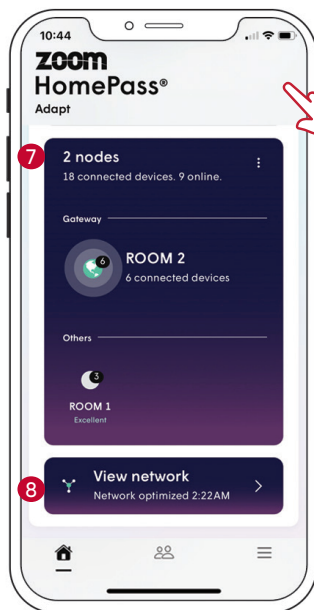 10:44
zoom
HomePass®
Adapt
7
2 nodes
18 connected devices. 9 online.
Gateway
6
ROOM 2
6 connected devices
Others
3
ROOM 1
Excellent
8
View network
Network optimized 2:22AM